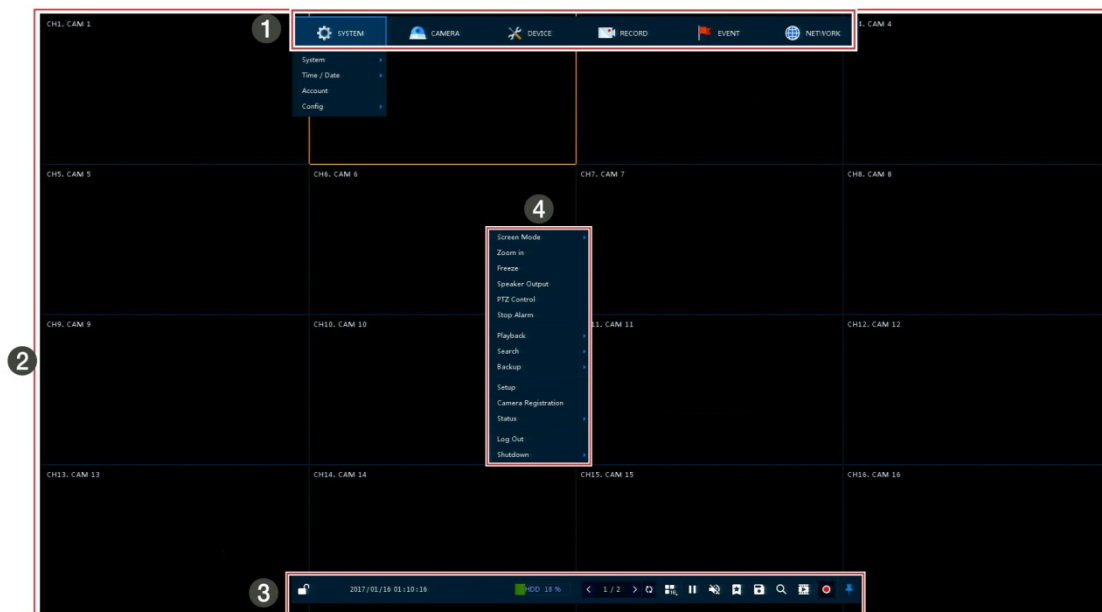 1
SYSTEM CAMERA DEVICE RECORD EVENT NETWORK
System
Time / Date
Account
Config
CH1. CAM 1
1. CAM 4
CH5. CAM 5
CH6. CAM 6
CH7. CAM 7
CH8. CAM 8
4
Screen Mode
Zoom in
Freeze
Speaker Output
PTZ Control
Stop Alarm
Playback
Search
Backup
Setup
Camera Registration
Status
Log Out
Shutdown
2
CH9. CAM 9
CH10. CAM 10
11. CAM 11
CH12. CAM 12
CH13. CAM 13
CH14. CAM 14
CH15. CAM 15
CH16. CAM 16
3
2017/01/16 01:10:16
HDD 18 %
1 / 2